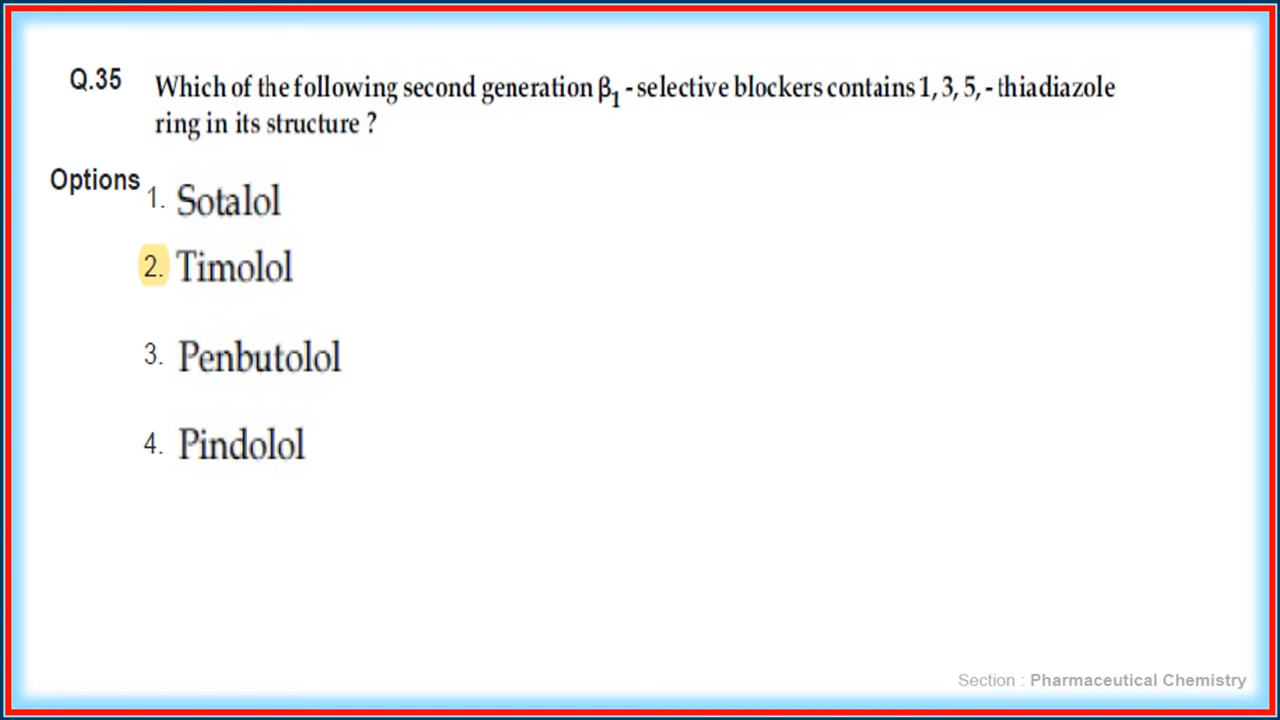 Q.35 Which of the following second generation β₁ - selective blockers contains 1, 3, 5, - thiadiazole
ring in its structure ?
Options
1. Sotalol
2. Timolol
3. Penbutolol
4. Pindolol
Section : Pharmaceutical Chemistry